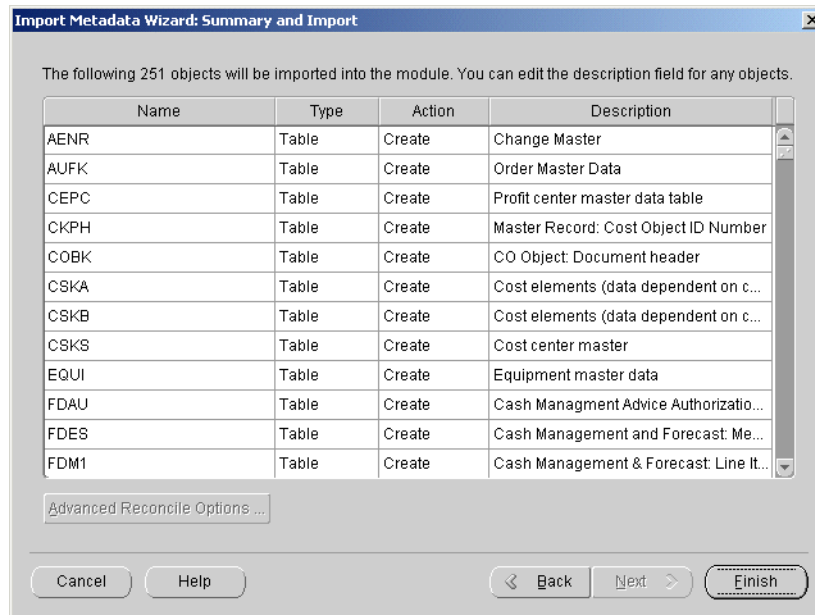 Import Metadata Wizard: Summary and Import
The following 251 objects will be imported into the module. You can edit the description field for any objects.
Name Type Action Description
AENR Table Create Change Master
AUFK Table Create Order Master Data
CEPC Table Create Profit center master data table
CKPH Table Create Master Record: Cost Object ID Number
COBK Table Create CO Object: Document header
CSKA Table Create Cost elements (data dependent on c...
CSKB Table Create Cost elements (data dependent on c...
CSKS Table Create Cost center master
EQUI Table Create Equipment master data
FDAU Table Create Cash Managment Advice Authorizatio...
FDES Table Create Cash Management and Forecast: Me...
FDM1 Table Create Cash Management & Forecast: Line It...
Advanced Reconcile Options ...
Cancel Help Back Next Finish